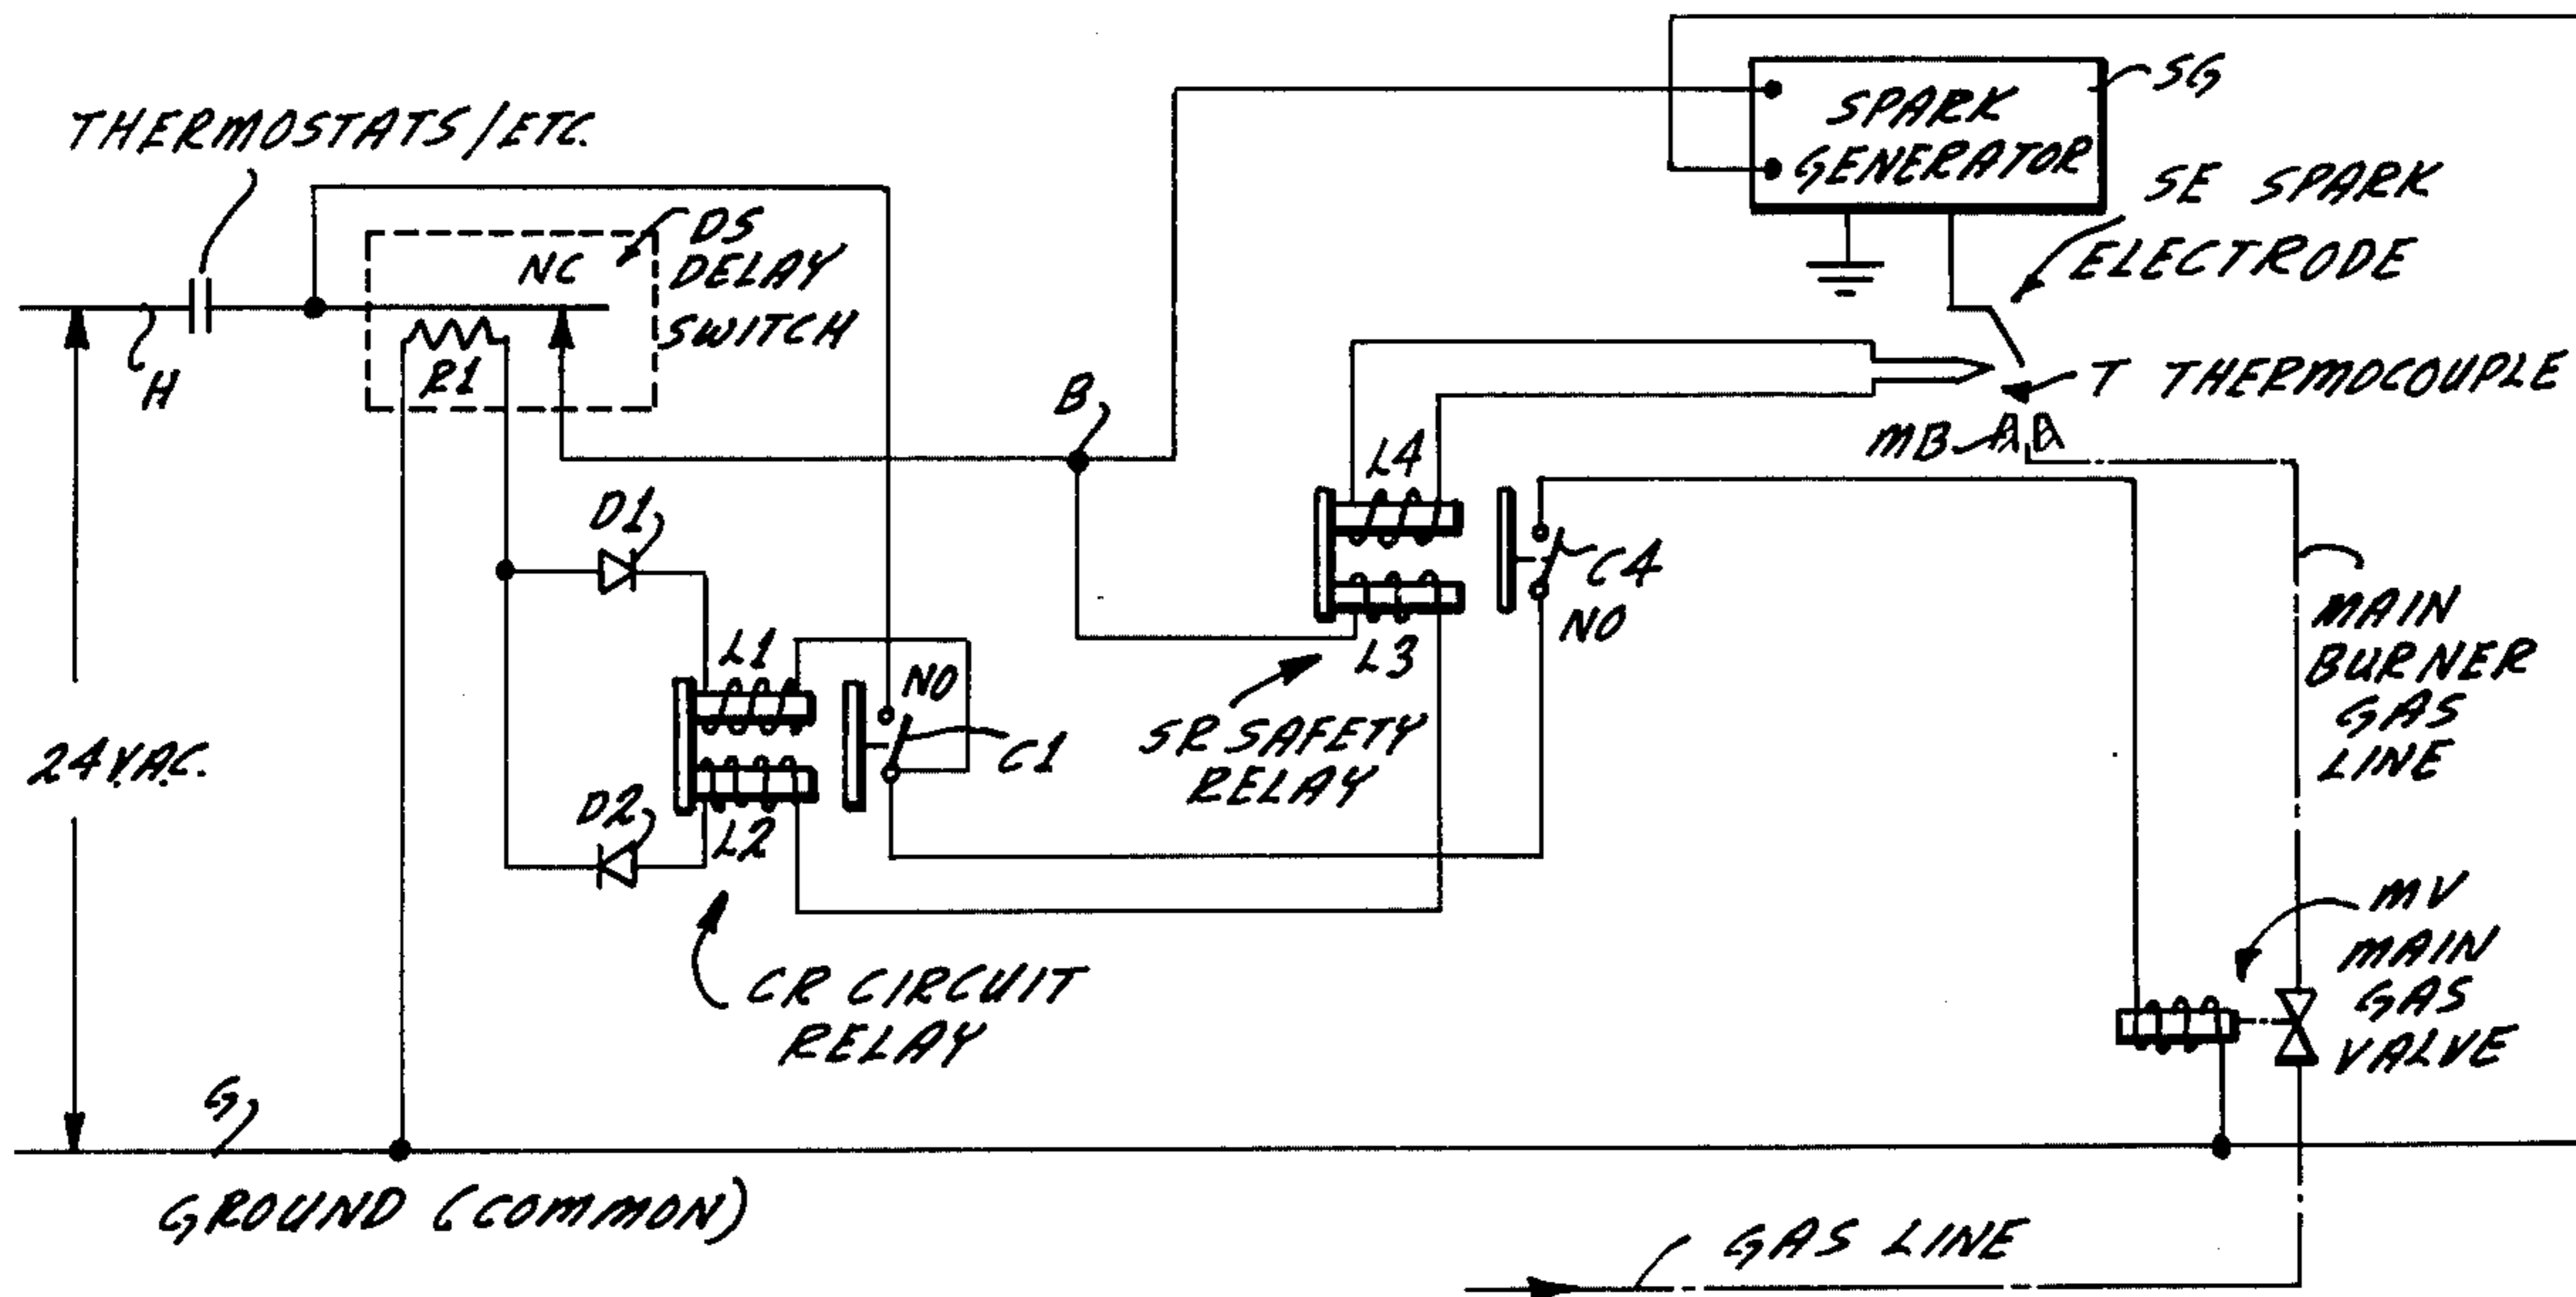 THERMOSTATS/ETC.
H
24 V.A.C.
G
GROUND (COMMON)
NC
DS
DELAY
SWITCH
R1
D1
D2
L1
L2
NO
C1
CR CIRCUIT
RELAY
B
L4
L3
C4
NO
SR SAFETY
RELAY
SPARK
GENERATOR
SG
SE SPARK
ELECTRODE
T THERMOCOUPLE
MB
MAIN
BURNER
GAS
LINE
MV
MAIN
GAS
VALVE
GAS LINE